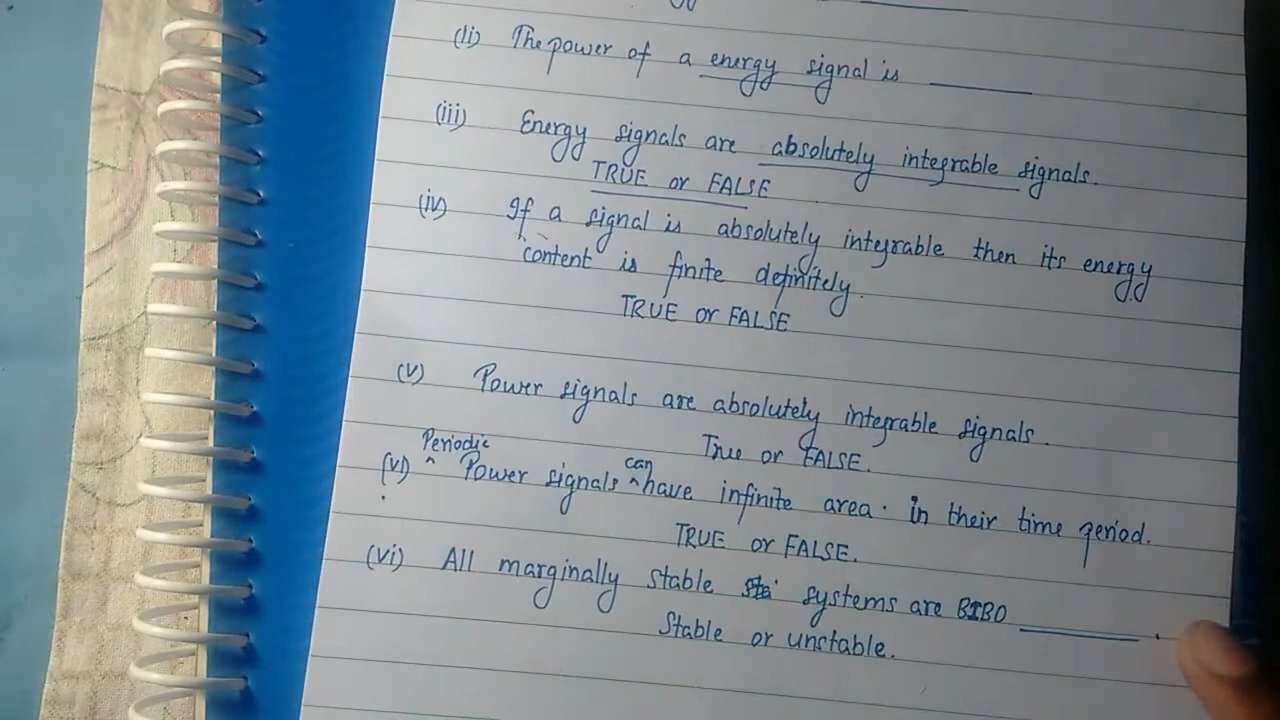 (ii) The power of a energy signal is ________
(iii) Energy signals are absolutely integrable signals.
TRUE or FALSE
(iv) If a signal is absolutely integrable then its energy
content is finite definitely.
TRUE or FALSE
(v) Power signals are absolutely integrable signals.
True or FALSE.
(vi) Periodic Power signals can have infinite area. in their time period.
TRUE or FALSE.
(vi) All marginally stable systems are BIBO ________.
Stable or unstable.